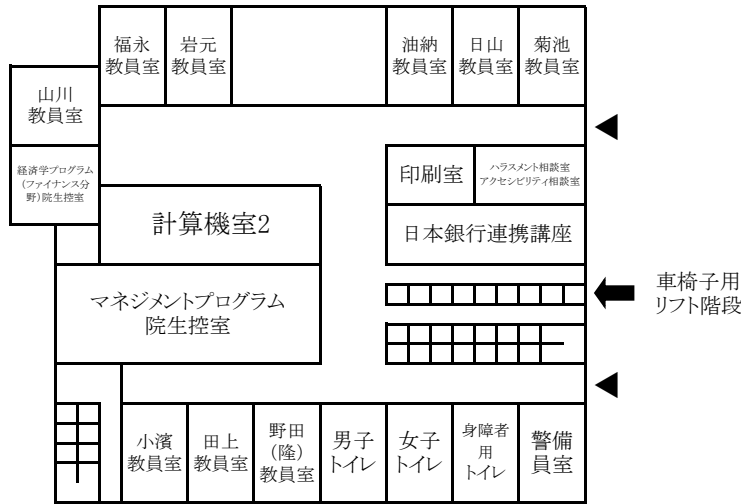 福永
教員室
岩元
教員室
油納
教員室
日山
教員室
菊池
教員室
山川
教員室
経済学プログラム
(ファイナンス分
野)院生控室
印刷室
ハラスメント相談室
アクセシビリティ相談室
計算機室2
日本銀行連携講座
マネジメントプログラム
院生控室
車椅子用
リフト階段
小濱
教員室
田上
教員室
野田
(隆)
教員室
男子
トイレ
女子
トイレ
身障者
用
トイレ
警備
員室